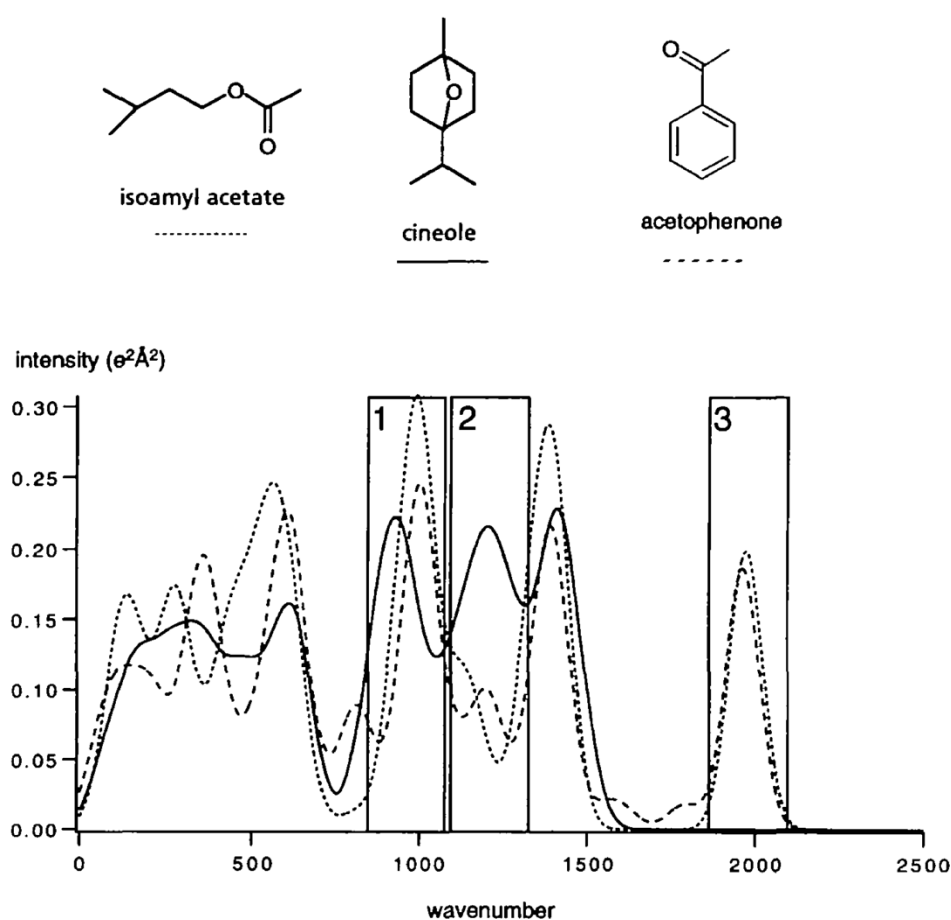 O
O
O
O
O
isoamyl acetate
cineole
acetophenone
intensity (e²Å²)
1
2
3
0.30
0.25
0.20
0.15
0.10
0.05
0.00
0
500
1000
1500
2000
2500
wavenumber